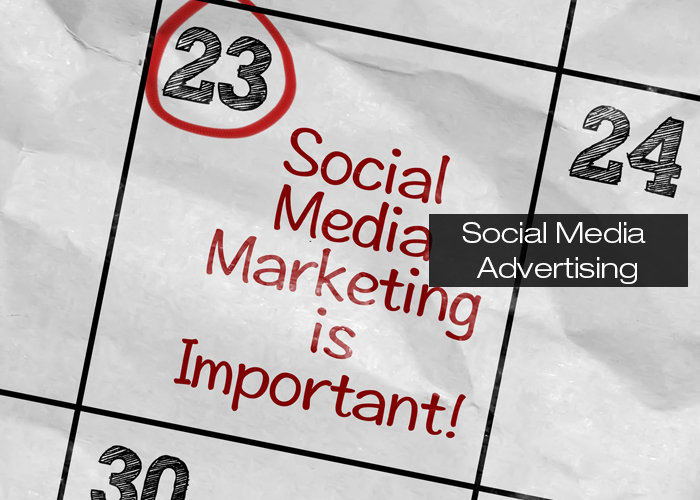 23
24
Social
Media
Marketing
is
Important!
Social Media
Advertising
30